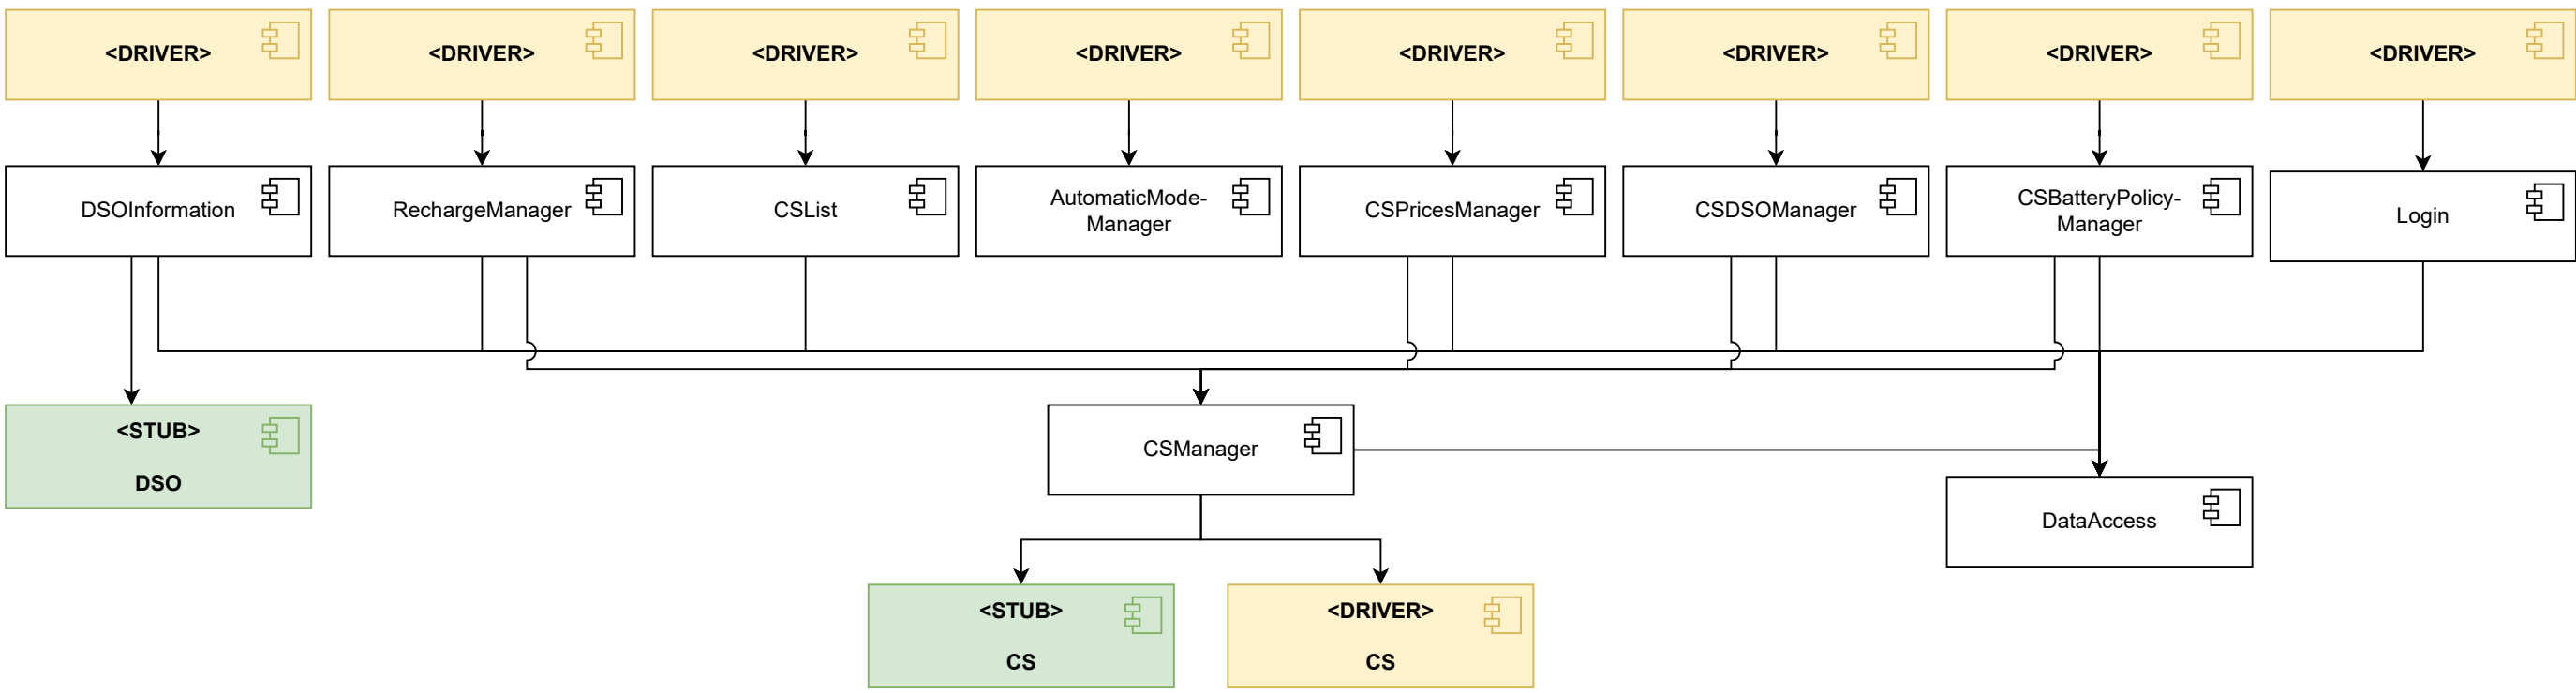 <DRIVER>
<DRIVER>
<DRIVER>
<DRIVER>
<DRIVER>
<DRIVER>
<DRIVER>
<DRIVER>
DSOInformation
RechargeManager
CSList
AutomaticMode-
Manager
CSPricesManager
CSDSOManager
CSBatteryPolicy-
Manager
Login
<STUB>
DSO
CSManager
DataAccess
<STUB>
CS
<DRIVER>
CS